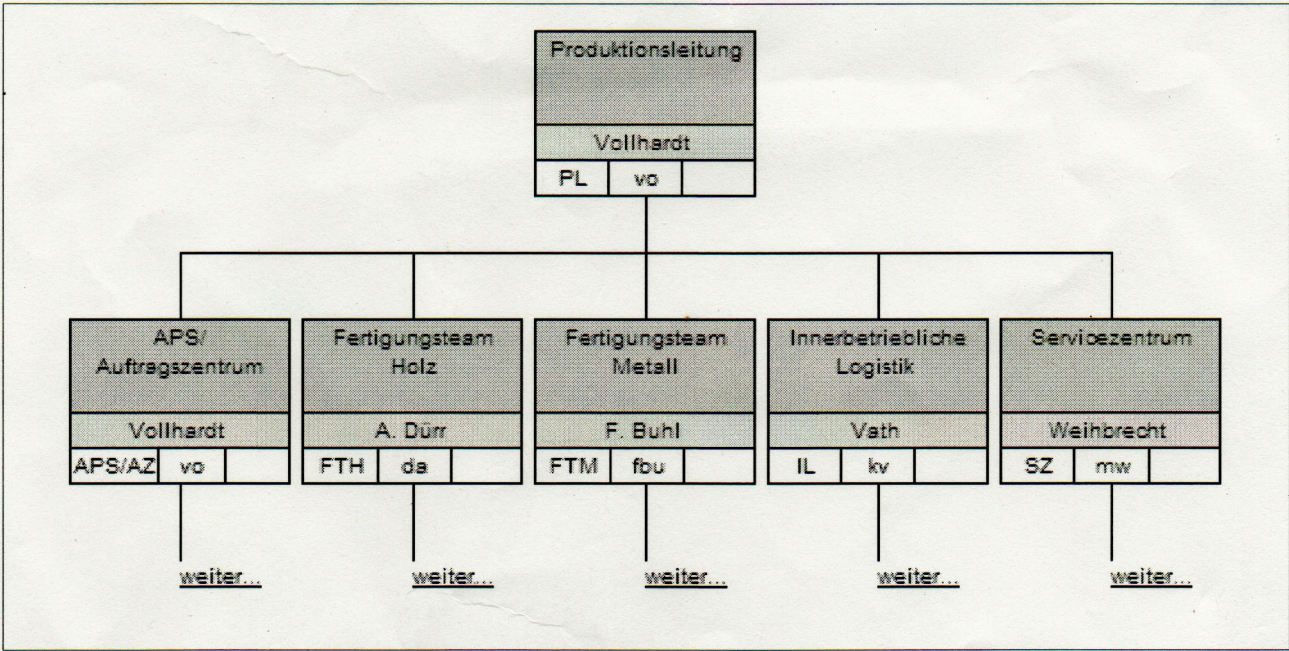 Produktionsleitung
Vollhardt
PL vo
APS/
Auftragszentrum
Vollhardt
APS/AZ vo
Fertigungsteam
Holz
A. Dürr
FTH da
Fertigungsteam
Metall
F. Buhl
FTM fbu
Innerbetriebliche
Logistik
Vath
IL kv
Servicezentrum
Weihbrecht
SZ mw
weiter...
weiter...
weiter...
weiter...
weiter...